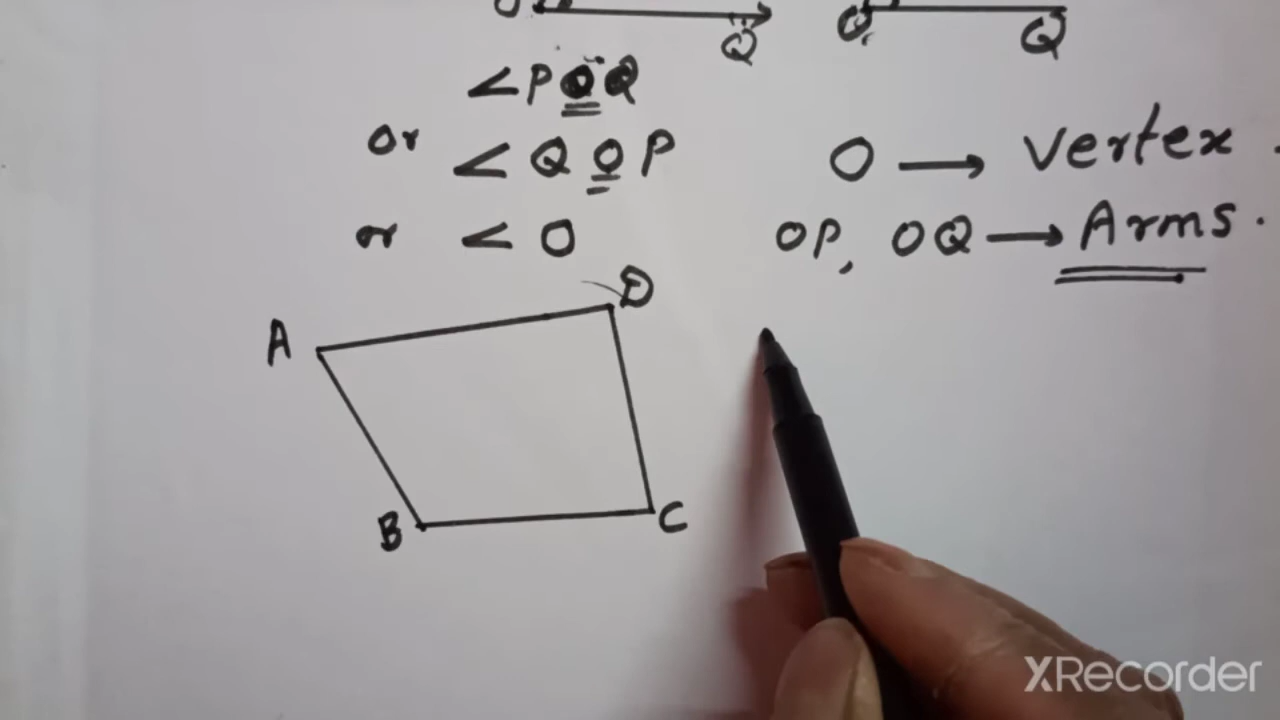 O Q O Q
<POQ
or <QOP O → Vertex.
or <O OP, OQ → Arms.
D
A
B C
XRecorder